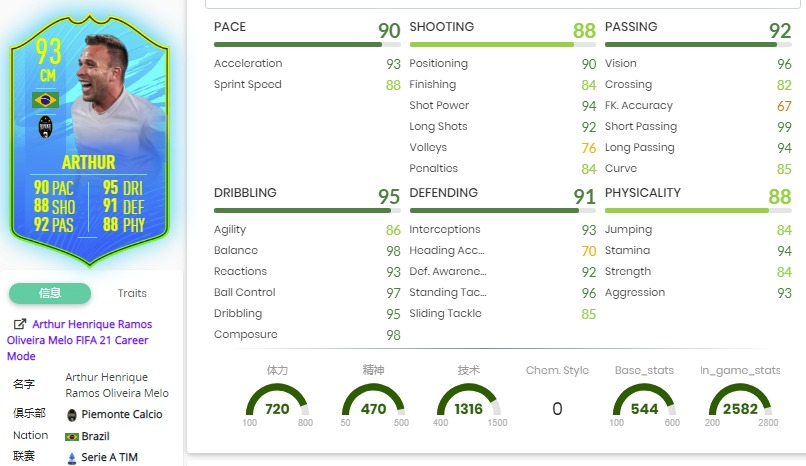 93
CM
ARTHUR
90 PAC 95 DRI
88 SHO 91 DEF
92 PAS 88 PHY
信息 Traits
Arthur Henrique Ramos
Oliveira Melo FIFA 21 Career
Mode
名字 Arthur Henrique
Ramos Oliveira Melo
俱乐部 Piemonte Calcio
Nation Brazil
联赛 Serie A TIM
PACE 90
Acceleration 93
Sprint Speed 88
SHOOTING 88
Positioning 90
Finishing 84
Shot Power 94
Long Shots 92
Volleys 76
Penalties 84
PASSING 92
Vision 96
Crossing 82
FK. Accuracy 67
Short Passing 99
Long Passing 94
Curve 85
DRIBBLING 95
Agility 86
Balance 98
Reactions 93
Ball Control 97
Dribbling 95
Composure 98
DEFENDING 91
Interceptions 93
Heading Acc... 70
Def. Awarene... 92
Standing Tac... 96
Sliding Tackle 85
PHYSICALITY 88
Jumping 84
Stamina 94
Strength 84
Aggression 93
体力 精神 技术 Chem. Style Base_stats In_game_stats
720 470 1316 0 544 2582
100 800 50 500 400 1500 100 600 200 2800